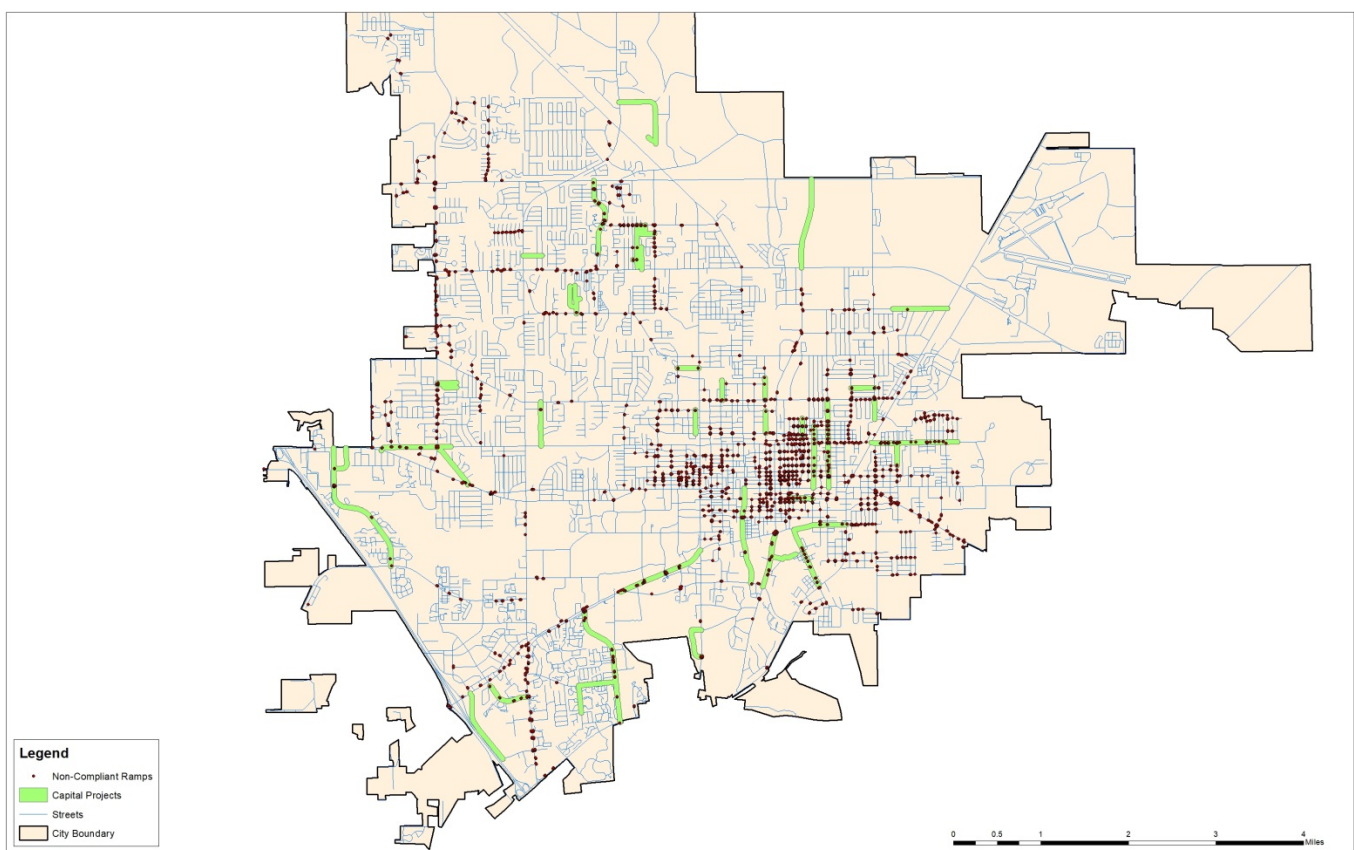 Legend
Non-Compliant Ramps
Capital Projects
Streets
City Boundary
0 0.5 1 2 3 4
Miles